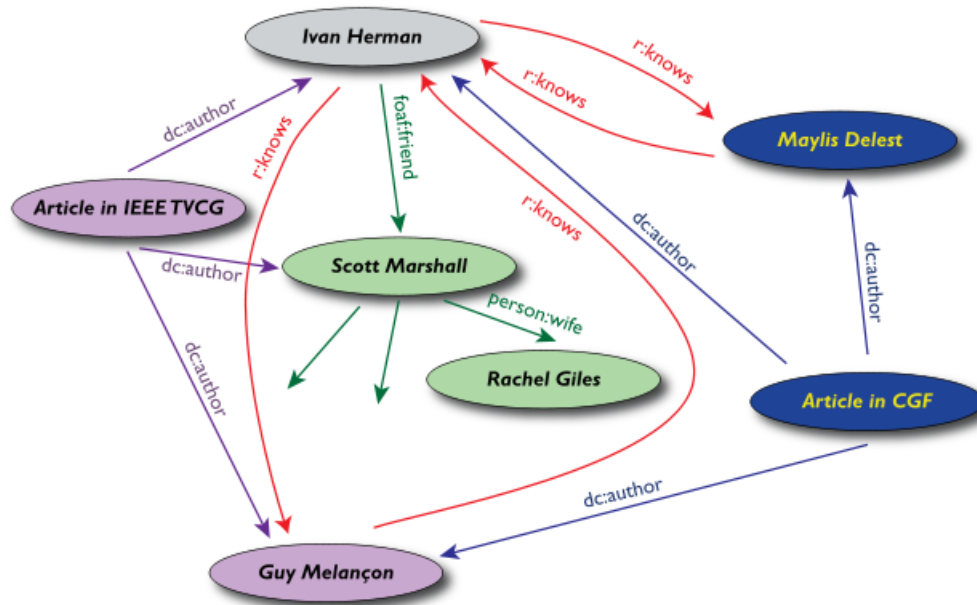 Ivan Herman
r:knows
r:knows
dc:author
foaf:friend
r:knows
Maylis Delest
Article in IEEE TVCG
r:knows
dc:author
dc:author
Scott Marshall
dc:author
person:wife
dc:author
Rachel Giles
Article in CGF
dc:author
Guy Melançon